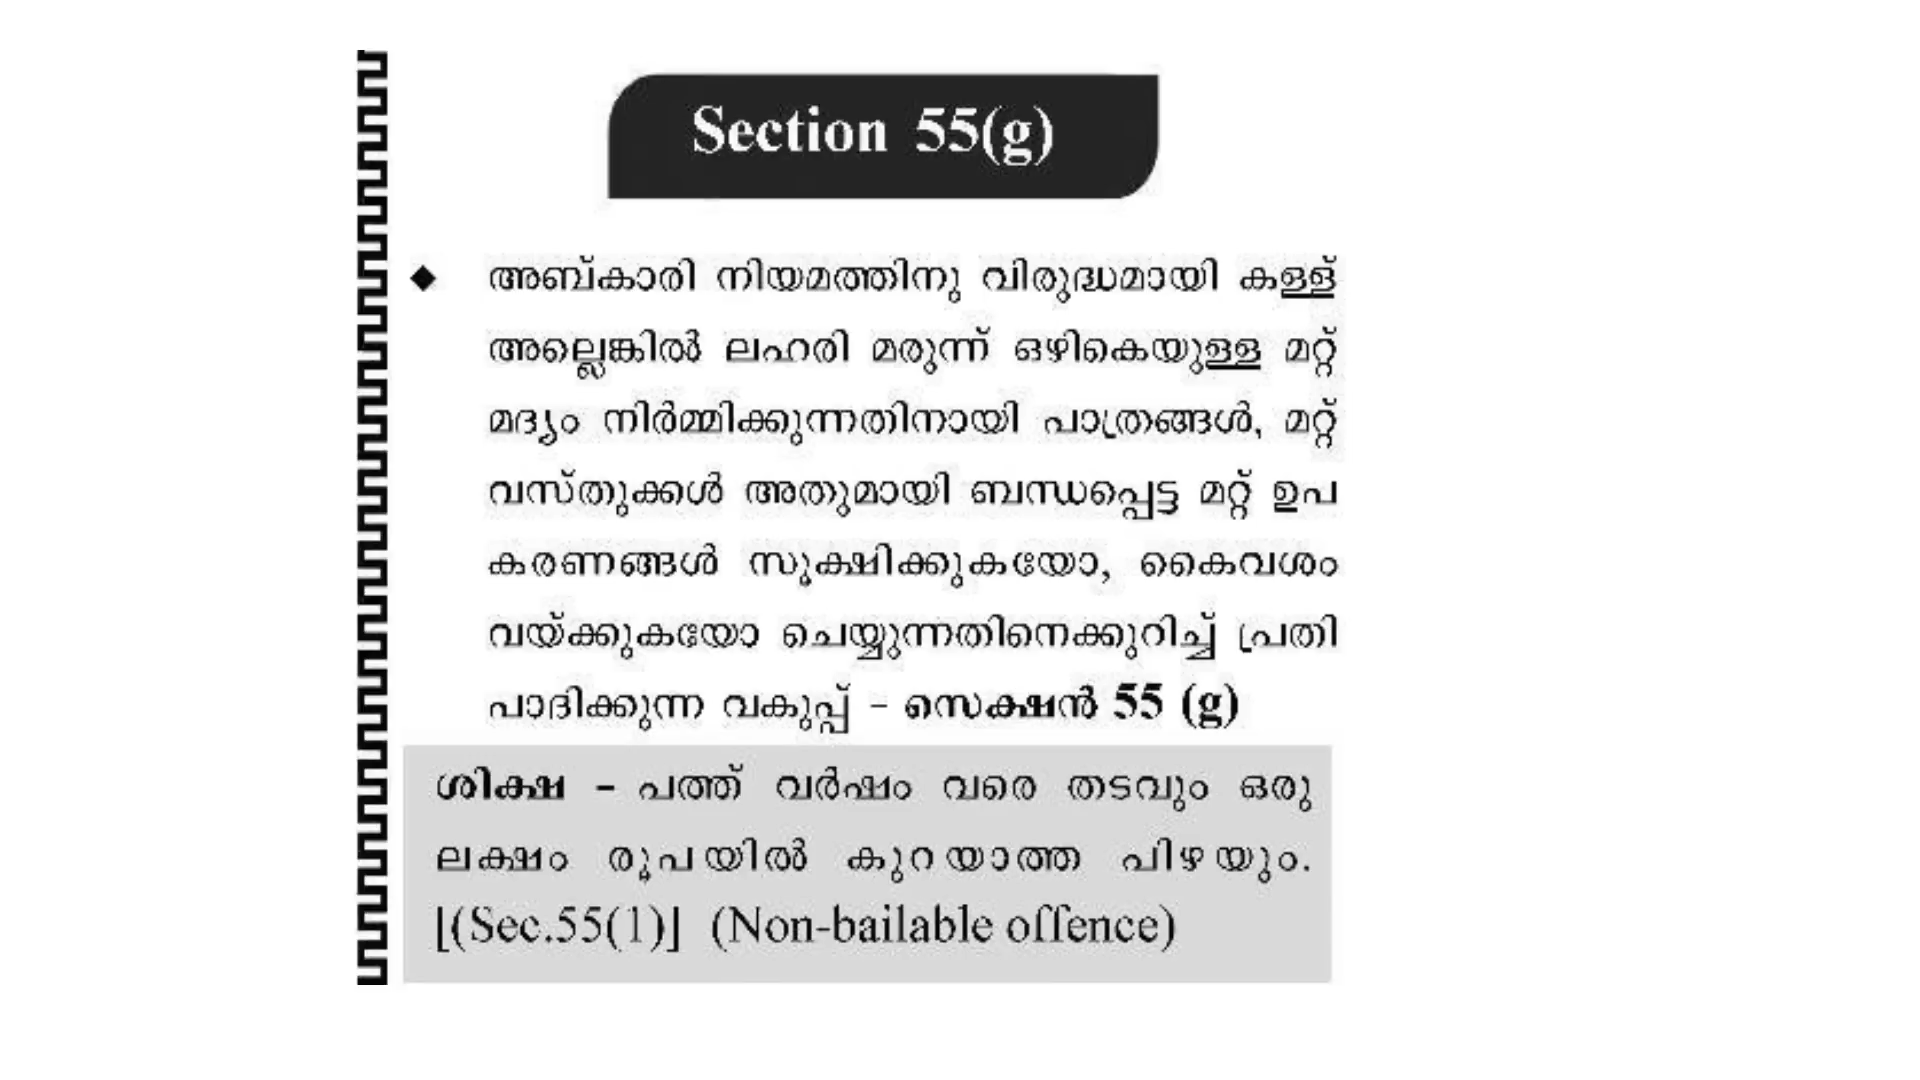 Section 55(g)
◆ അബ്കാരി നിയമത്തിനു വിരുദ്ധമായി കള്ള്
അല്ലെങ്കിൽ ലഹരി മരുന്ന് ഒഴികെയുള്ള മറ്റ്
മദ്യം നിർമ്മിക്കുന്നതിനായി പാത്രങ്ങൾ, മറ്റ്
വസ്തുക്കൾ അതുമായി ബന്ധപ്പെട്ട മറ്റ് ഉപ
കരണങ്ങൾ സൂക്ഷിക്കുകയോ, കൈവശം
വയ്ക്കുകയോ ചെയ്യുന്നതിനെക്കുറിച്ച് പ്രതി
പാദിക്കുന്ന വകുപ്പ് - സെക്ഷൻ 55 (g)
ശിക്ഷ - പത്ത് വർഷം വരെ തടവും ഒരു
ലക്ഷം രൂപയിൽ കുറയാത്ത പിഴയും.
[(Sec.55(1)] (Non-bailable offence)